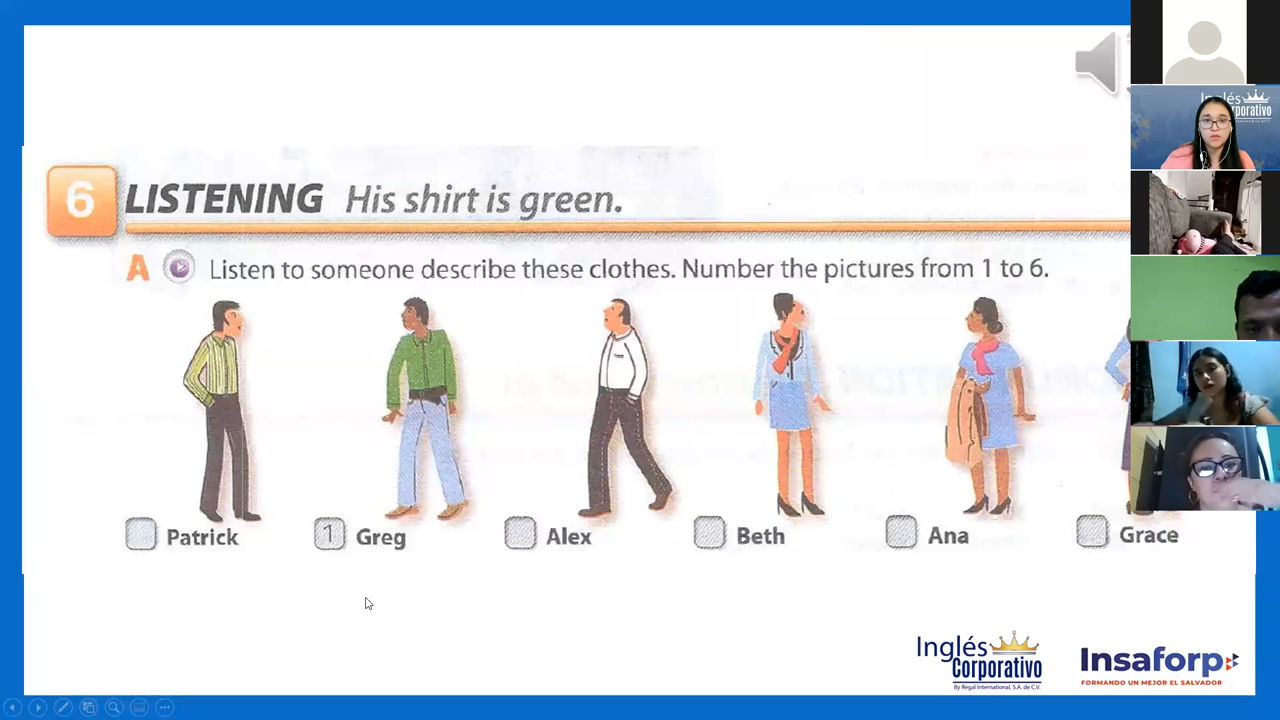 Inglés
6 LISTENING His shirt is green.
A Listen to someone describe these clothes. Number the pictures from 1 to 6.
Patrick 1 Greg Alex Beth Ana Grace
Inglés
Corporativo
By Regal International, S.A. de C.V.
Insaforp
FORMANDO UN MEJOR EL SALVADOR